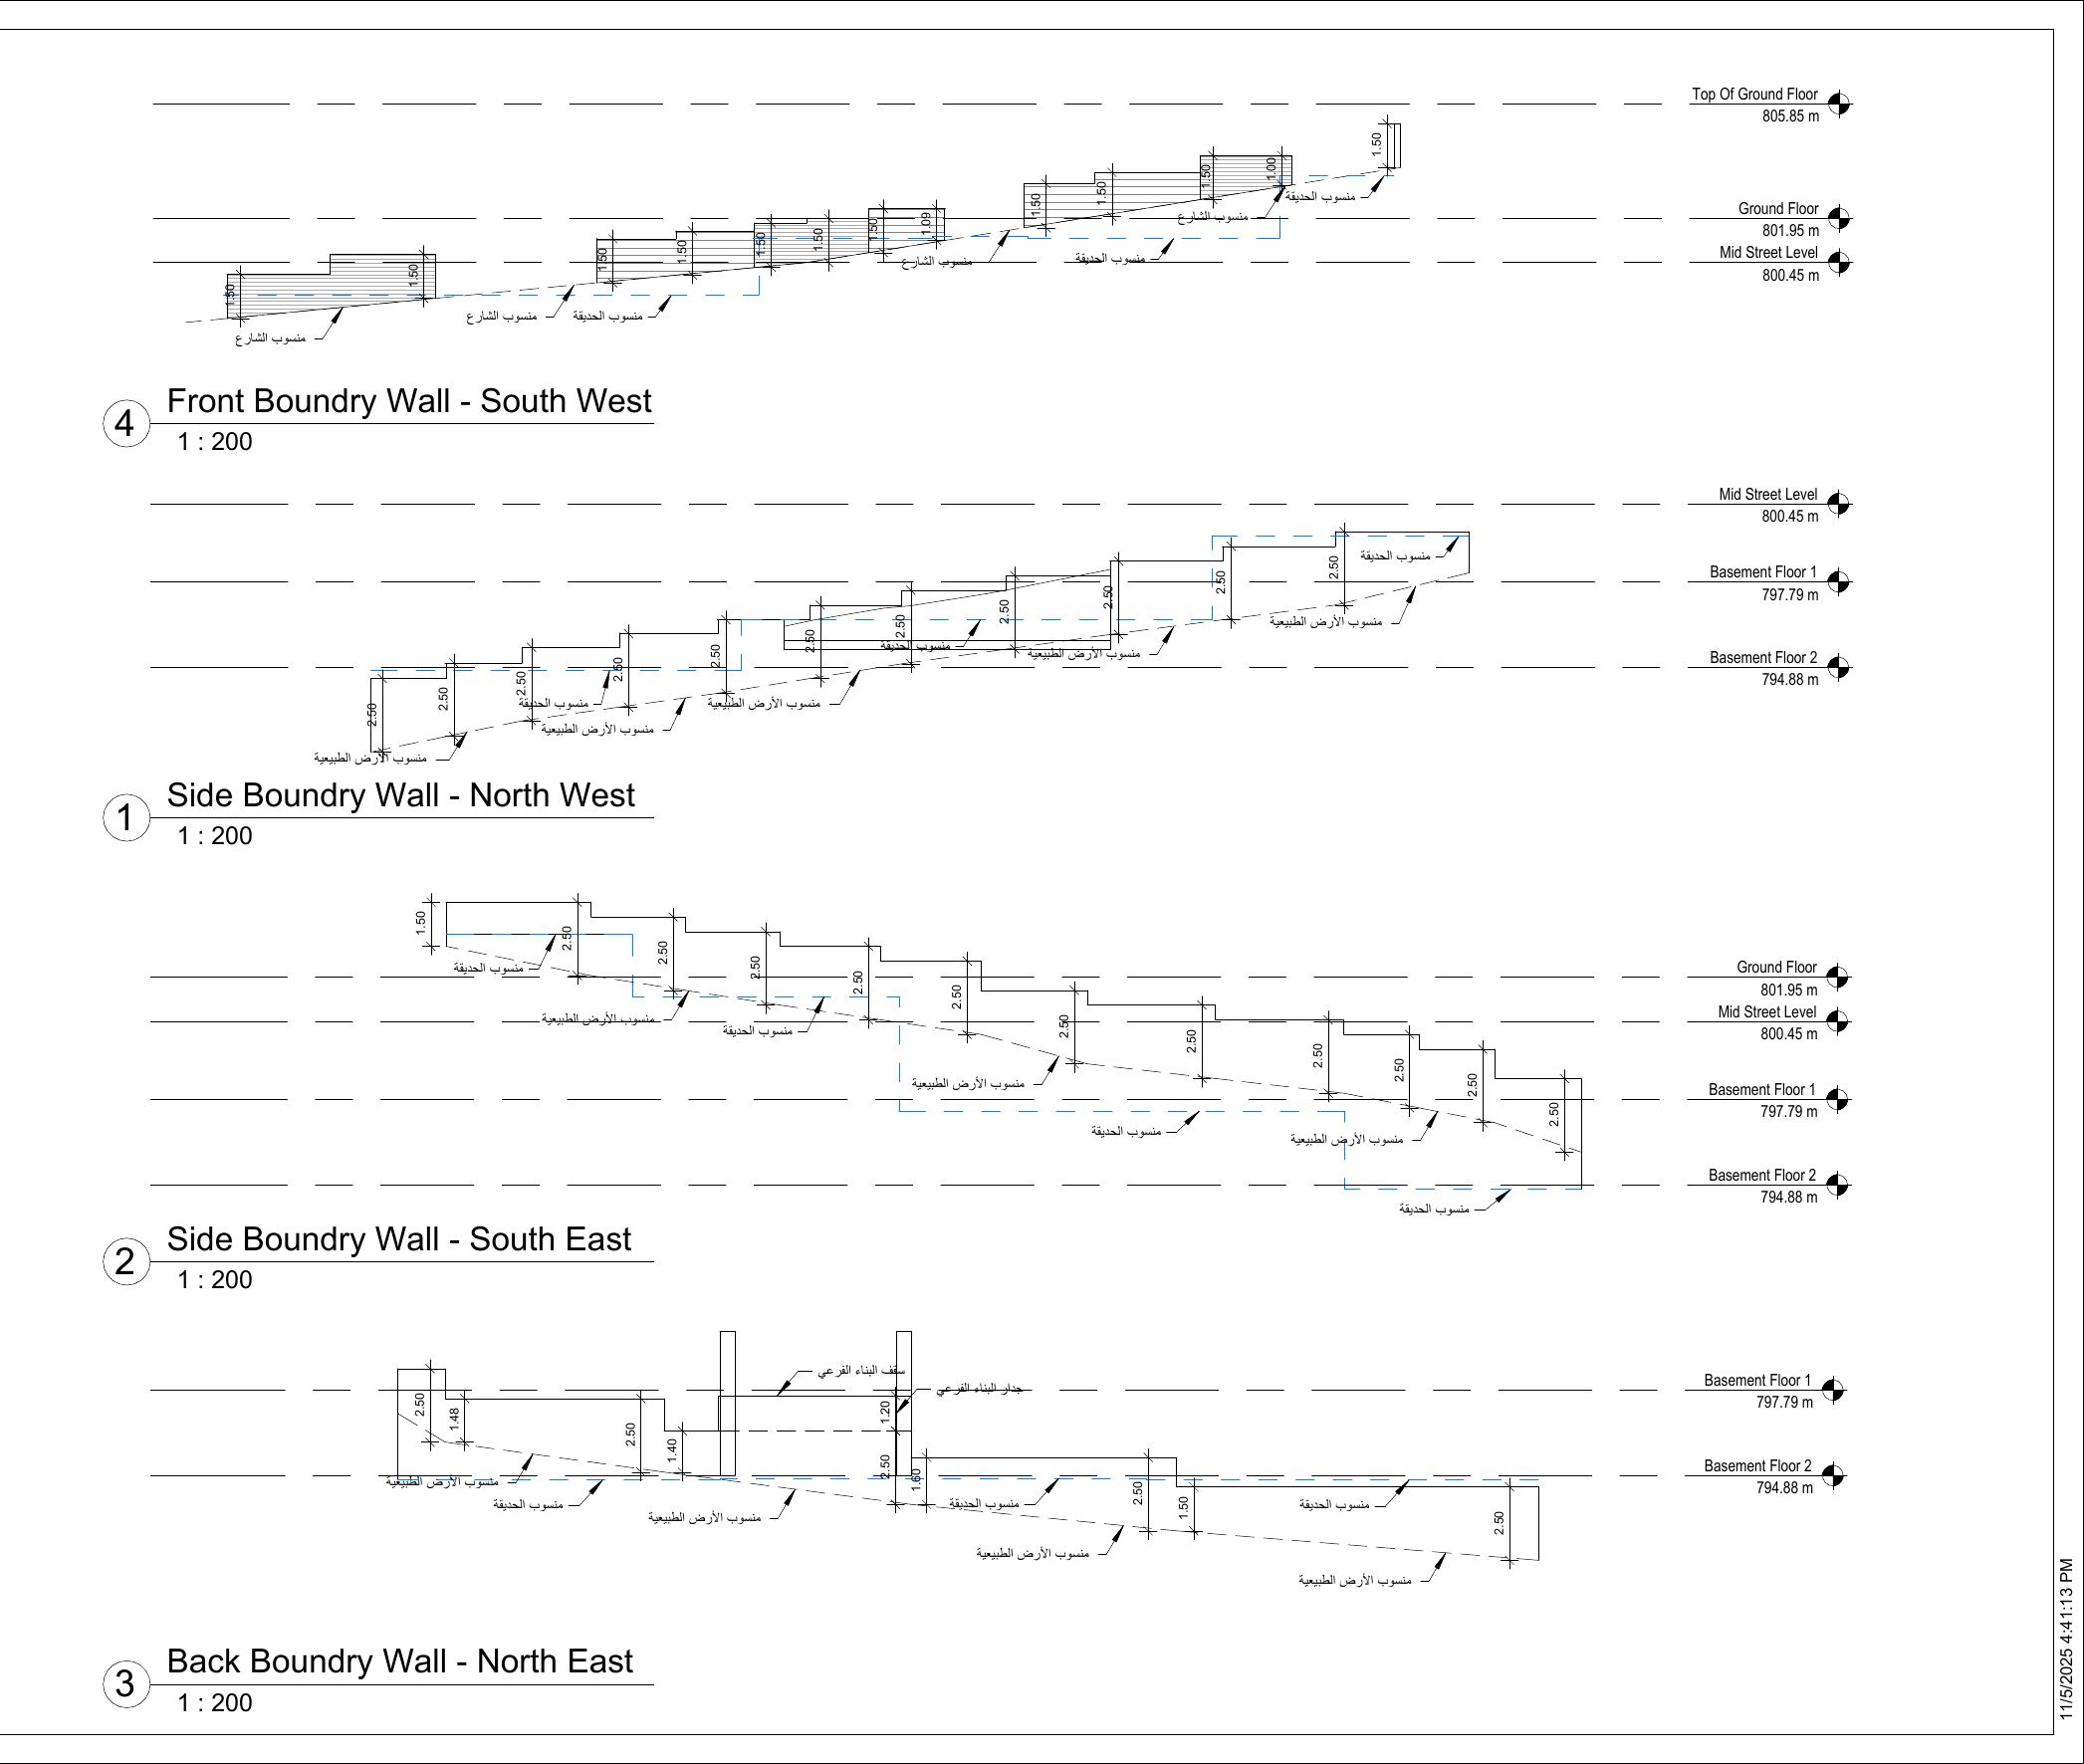 Top Of Ground Floor
805.85 m
1.50
1.50
1.00
منسوب الحديقة
1.50
1.50
منسوب الشارع
Ground Floor
801.95 m
1.50
1.09
1.50
1.50
1.50
1.50
منسوب الحديقة
منسوب الشارع
Mid Street Level
800.45 m
1.50
1.50
منسوب الشارع
منسوب الحديقة
منسوب الشارع
4
Front Boundry Wall - South West
1 : 200
Mid Street Level
800.45 m
منسوب الحديقة
2.50
2.50
2.50
Basement Floor 1
797.79 m
2.50
2.50
2.50
منسوب الأرض الطبيعية
منسوب الحديقة
منسوب الأرض الطبيعية
2.50
2.50
Basement Floor 2
794.88 m
2.50
2.50
2.50
منسوب الحديقة
منسوب الأرض الطبيعية
منسوب الأرض الطبيعية
منسوب الأرض الطبيعية
1
Side Boundry Wall - North West
1 : 200
1.50
2.50
2.50
2.50
2.50
2.50
منسوب الحديقة
Ground Floor
801.95 m
منسوب الأرض الطبيعية
منسوب الحديقة
2.50
2.50
2.50
2.50
2.50
2.50
Mid Street Level
800.45 m
منسوب الأرض الطبيعية
Basement Floor 1
797.79 m
منسوب الحديقة
منسوب الأرض الطبيعية
Basement Floor 2
794.88 m
منسوب الحديقة
2
Side Boundry Wall - South East
1 : 200
سقف البناء الفرعي
جدار البناء الفرعي
Basement Floor 1
797.79 m
2.50
1.48
2.50
1.40
1.20
2.50
1.60
منسوب الأرض الطبيعية
Basement Floor 2
794.88 m
منسوب الحديقة
منسوب الأرض الطبيعية
منسوب الحديقة
2.50
1.50
منسوب الحديقة
2.50
منسوب الأرض الطبيعية
منسوب الأرض الطبيعية
3
Back Boundry Wall - North East
1 : 200
11/5/2025 4:41:13 PM